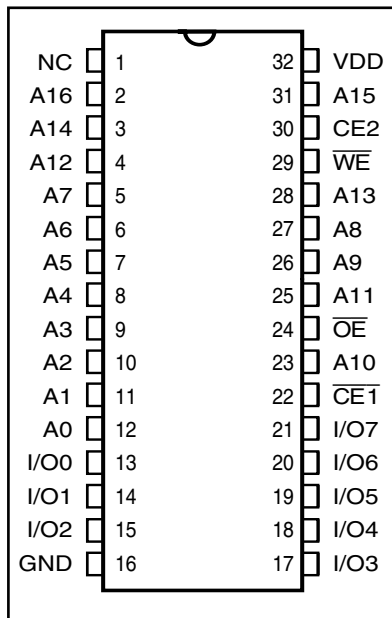 NC 1 32 VDD
A16 2 31 A15
A14 3 30 CE2
A12 4 29 W̅E̅
A7 5 28 A13
A6 6 27 A8
A5 7 26 A9
A4 8 25 A11
A3 9 24 O̅E̅
A2 10 23 A10
A1 11 22 C̅E̅1̅
A0 12 21 I/O7
I/O0 13 20 I/O6
I/O1 14 19 I/O5
I/O2 15 18 I/O4
GND 16 17 I/O3